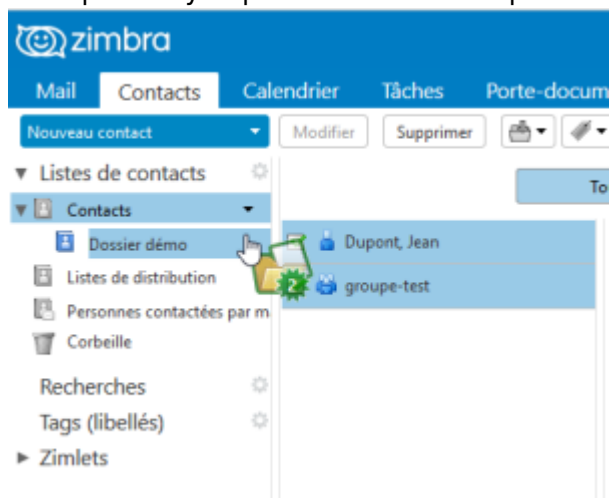 zimbra
Mail Contacts Calendrier Tâches Porte-docum
Nouveau contact Modifier Supprimer
Listes de contacts
To
Contacts
Dossier démo
Dupont, Jean
Listes de distribution
2 groupe-test
Personnes contactées par m
Corbeille
Recherches
Tags (libellés)
Zimlets